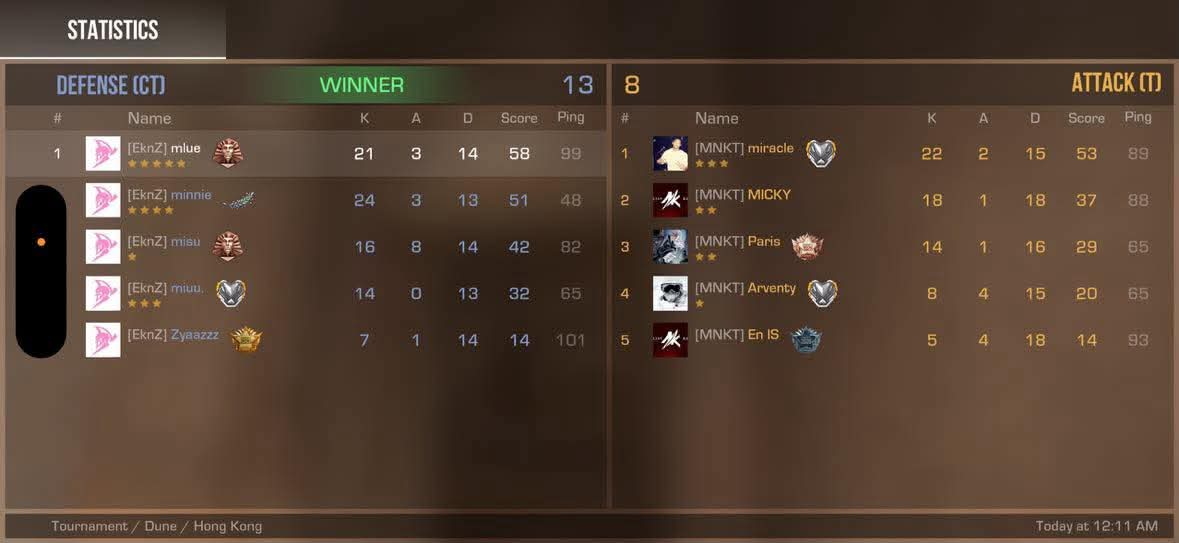 STATISTICS
DEFENSE (CT) WINNER 13
# Name K A D Score Ping
1 [EknZ] mlue 21 3 14 58 99
[EknZ] minnie 24 3 13 51 48
[EknZ] misu 16 8 14 42 82
[EknZ] miuu. 14 0 13 32 65
[EknZ] Zyaazzz 7 1 14 14 101
8 ATTACK (T)
# Name K A D Score Ping
1 [MNKT] miracle 22 2 15 53 89
2 [MNKT] MICKY 18 1 18 37 88
3 [MNKT] Paris 14 1 16 29 65
4 [MNKT] Arventy 8 4 15 20 65
5 [MNKT] En IS 5 4 18 14 93
Tournament / Dune / Hong Kong
Today at 12:11 AM